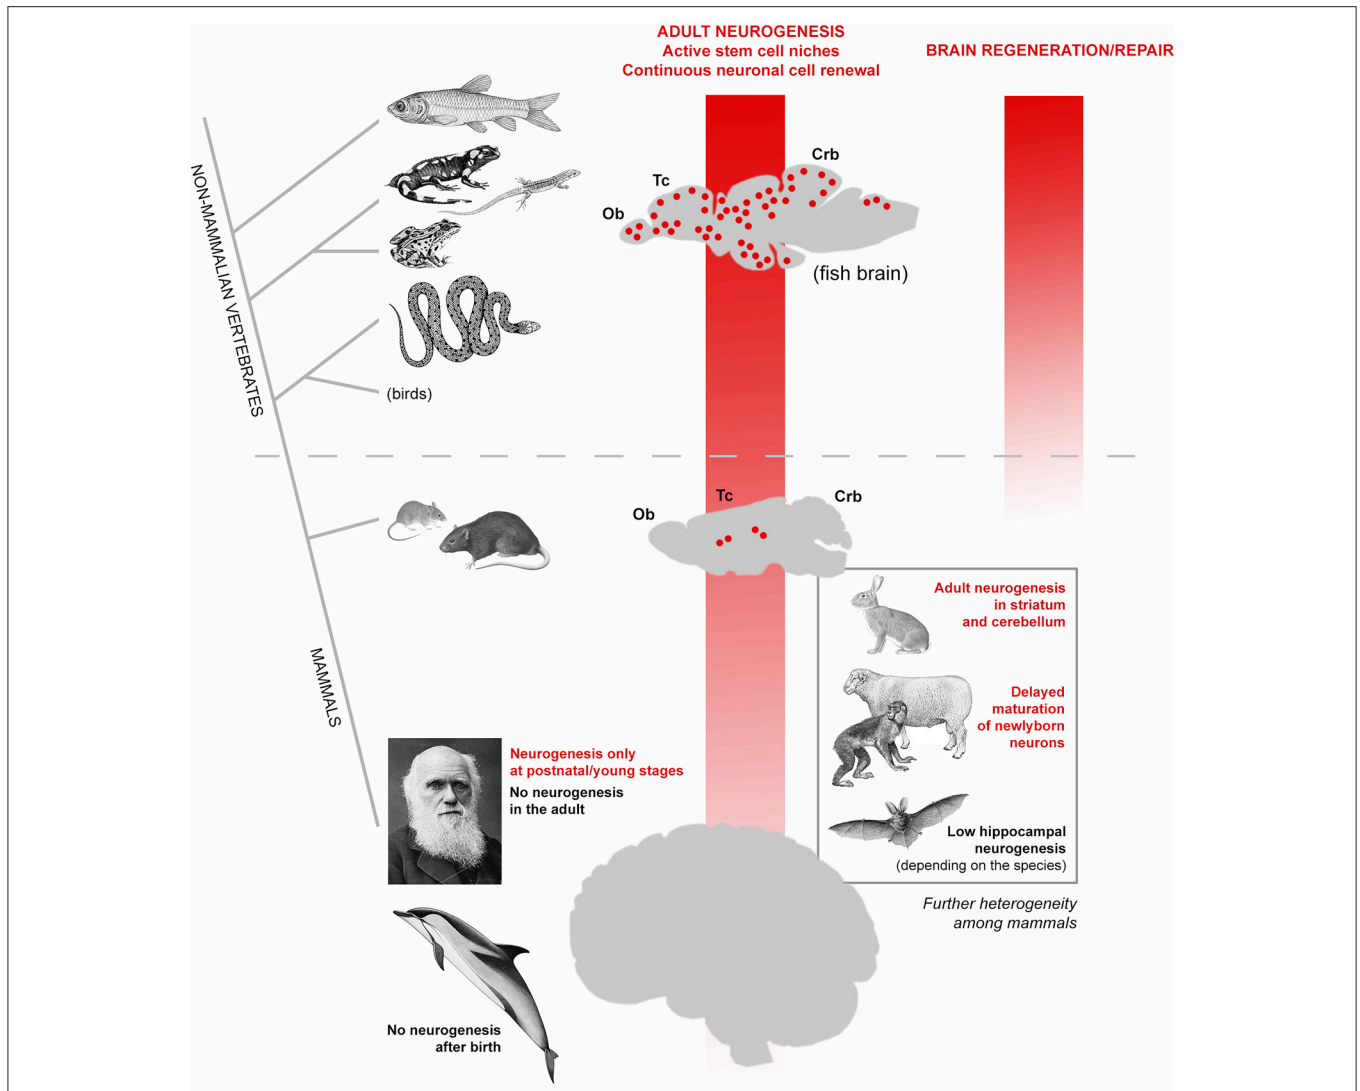 ADULT NEUROGENESIS
Active stem cell niches
Continuous neuronal cell renewal
BRAIN REGENERATION/REPAIR
NON-MAMMALIAN VERTEBRATES
Crb
Tc
Ob
(fish brain)
(birds)
Tc
Crb
Ob
MAMMALS
Adult neurogenesis
in striatum
and cerebellum
Delayed
maturation
of newlyborn
neurons
Low hippocampal
neurogenesis
(depending on the species)
Further heterogeneity
among mammals
Neurogenesis only
at postnatal/young stages
No neurogenesis
in the adult
No neurogenesis
after birth